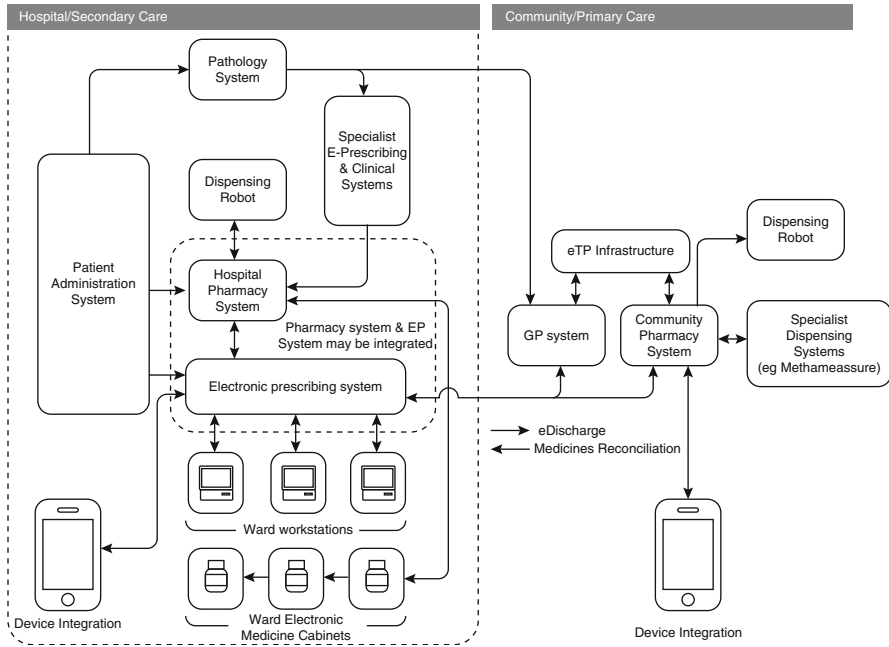 Hospital/Secondary Care
Community/Primary Care
Pathology
System
Specialist
E-Prescribing
& Clinical
Systems
Dispensing
Robot
Patient
Administration
System
Hospital
Pharmacy
System
Pharmacy system & EP
System may be integrated
Electronic prescribing system
Ward workstations
Ward Electronic
Medicine Cabinets
Device Integration
eTP Infrastructure
Dispensing
Robot
GP system
Community
Pharmacy
System
Specialist
Dispensing
Systems
(eg Methameassure)
eDischarge
Medicines Reconciliation
Device Integration